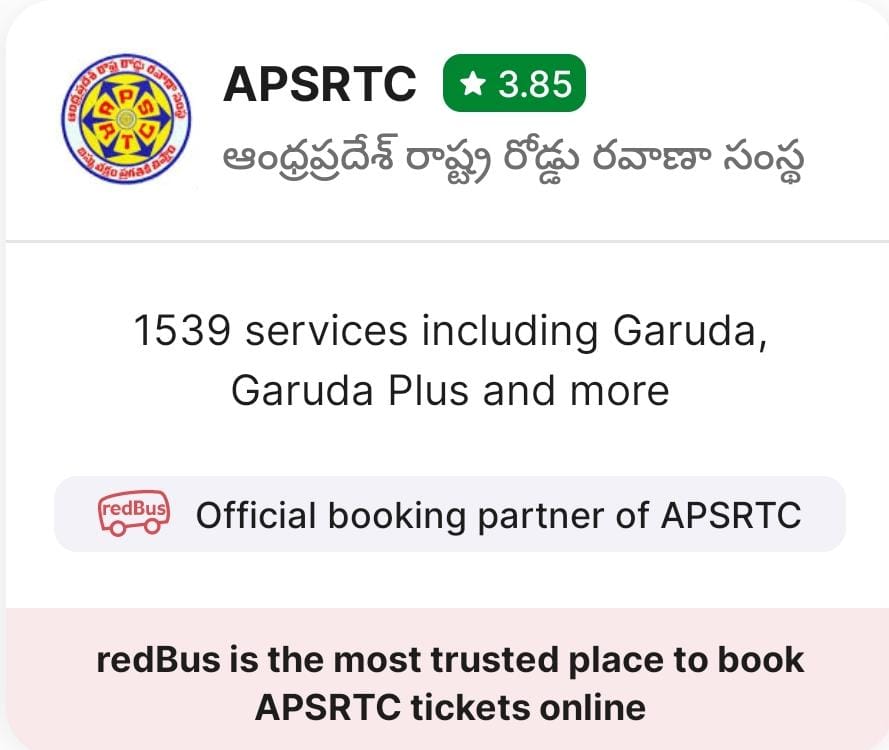 APSRTC ★ 3.85
ఆంధ్రప్రదేశ్ రాష్ట్ర రోడ్డు రవాణా సంస్థ
APSRTC
1539 services including Garuda,
Garuda Plus and more
redBus Official booking partner of APSRTC
redBus is the most trusted place to book
APSRTC tickets online